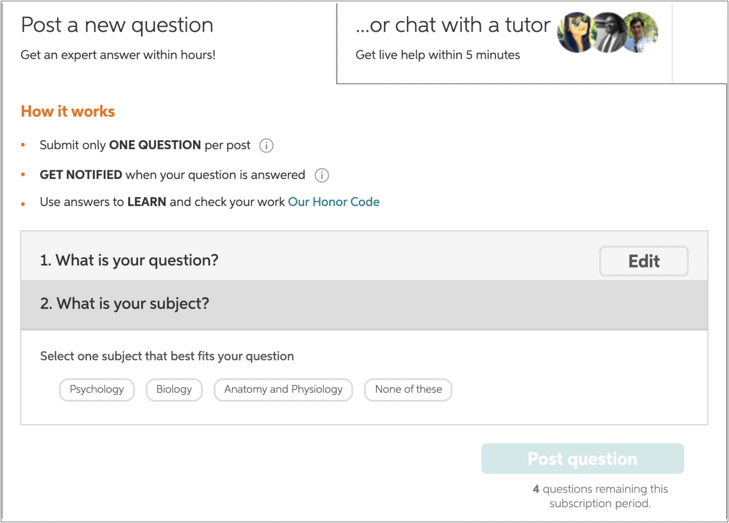 Post a new question
Get an expert answer within hours!
...or chat with a tutor
Get live help within 5 minutes
How it works
• Submit only ONE QUESTION per post i
• GET NOTIFIED when your question is answered i
• Use answers to LEARN and check your work Our Honor Code
1. What is your question?
Edit
2. What is your subject?
Select one subject that best fits your question
Psychology
Biology
Anatomy and Physiology
None of these
Post question
4 questions remaining this
subscription period.